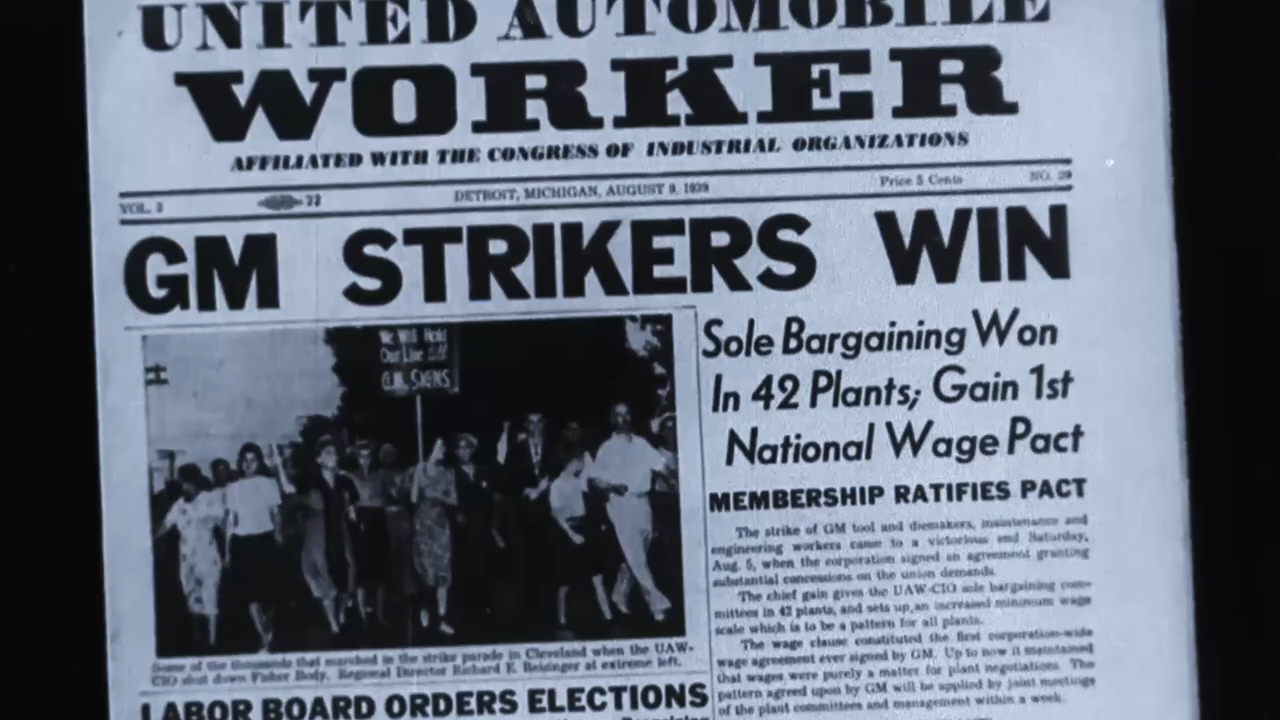 UNITED AUTOMOBILE
WORKER
AFFILIATED WITH THE CONGRESS OF INDUSTRIAL ORGANIZATIONS
VOL. 3 22 DETROIT, MICHIGAN, AUGUST 9, 1939 Price 5 Cents NO. 29
GM STRIKERS WIN
We Will Hold
Our Line
G.M. SIGNS
Sole Bargaining Won
In 42 Plants; Gain 1st
National Wage Pact
MEMBERSHIP RATIFIES PACT
The strike of GM tool and diemakers, maintenance and
engineering workers came to a victorious end Saturday,
Aug. 5, when the corporation signed an agreement granting
substantial concessions on the union demands.
The chief gain gives the UAW-CIO sole bargaining com-
mittees in 42 plants, and sets up an increased minimum wage
scale which is to be a pattern for all plants.
The wage clause constituted the first corporation-wide
wage agreement ever signed by GM. Up to now it maintained
that wages were purely a matter for plant negotiations. The
pattern agreed upon by GM will be applied by joint meetings
of the plant committees and management within a week.
Some of the thousands that marched in the strike parade in Cleveland when the UAW-
CIO shut down Fisher Body. Regional Director Richard E. Reisinger at extreme left.
LABOR BOARD ORDERS ELECTIONS